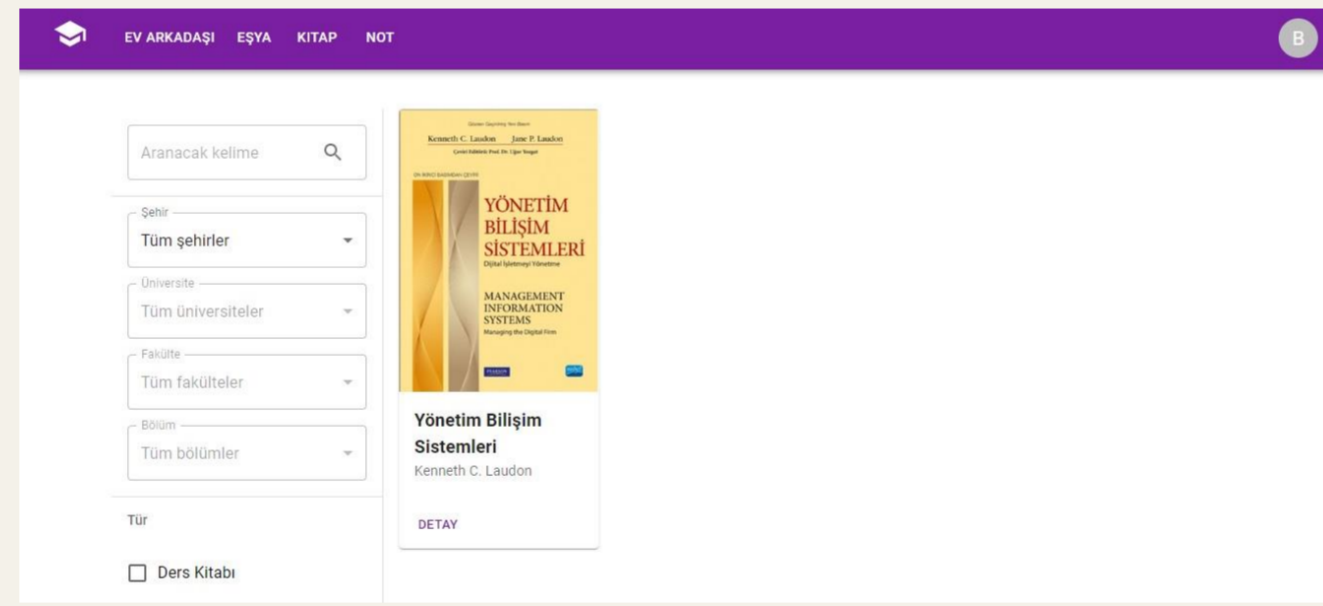 EV ARKADAŞI EŞYA KITAP NOT
B
Aranacak kelime
Şehir
Tüm şehirler
Üniversite
Tüm üniversiteler
Fakülte
Tüm fakülteler
Bölüm
Tüm bölümler
Tür
Ders Kitabı
Kenneth C. Laudon Jane P. Laudon
YÖNETİM
BİLİŞİM
SİSTEMLERİ
Dijital İşletmeyi Yönetme
MANAGEMENT
INFORMATION
SYSTEMS
Managing the Digital Firm
Yönetim Bilişim
Sistemleri
Kenneth C. Laudon
DETAY